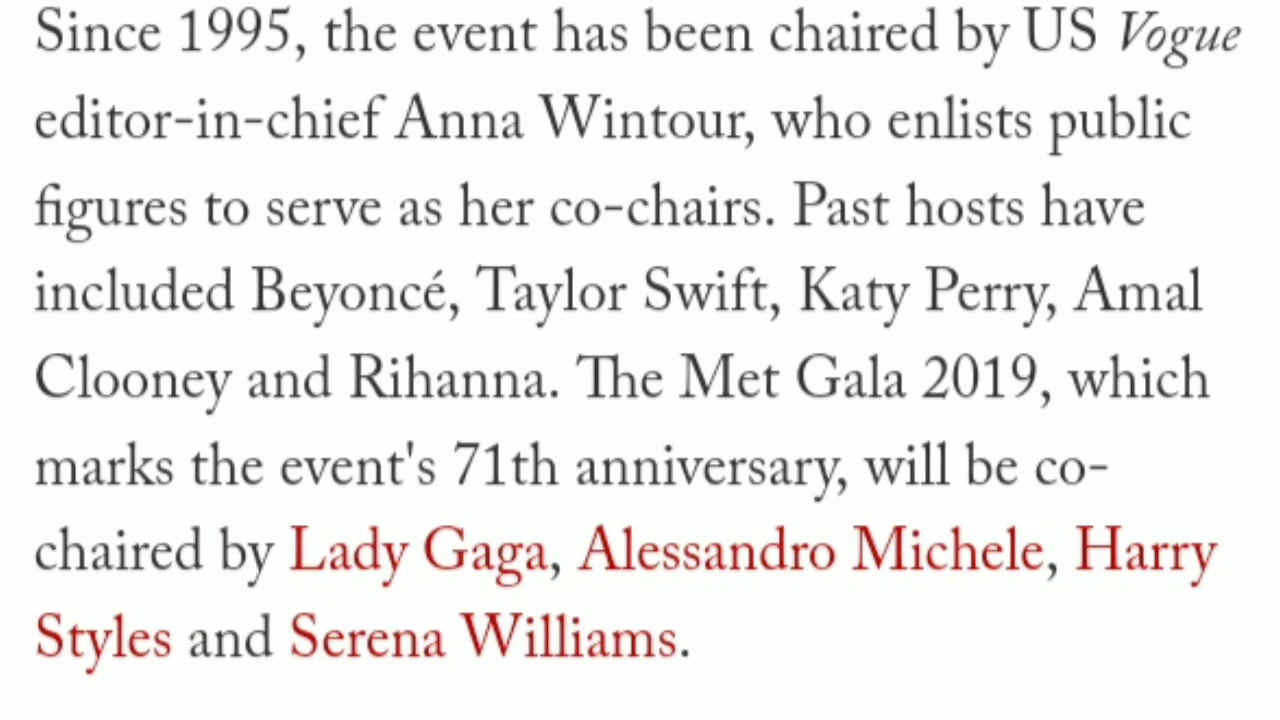 Since 1995, the event has been chaired by US Vogue
editor-in-chief Anna Wintour, who enlists public
figures to serve as her co-chairs. Past hosts have
included Beyoncé, Taylor Swift, Katy Perry, Amal
Clooney and Rihanna. The Met Gala 2019, which
marks the event's 71th anniversary, will be co-
chaired by Lady Gaga, Alessandro Michele, Harry
Styles and Serena Williams.